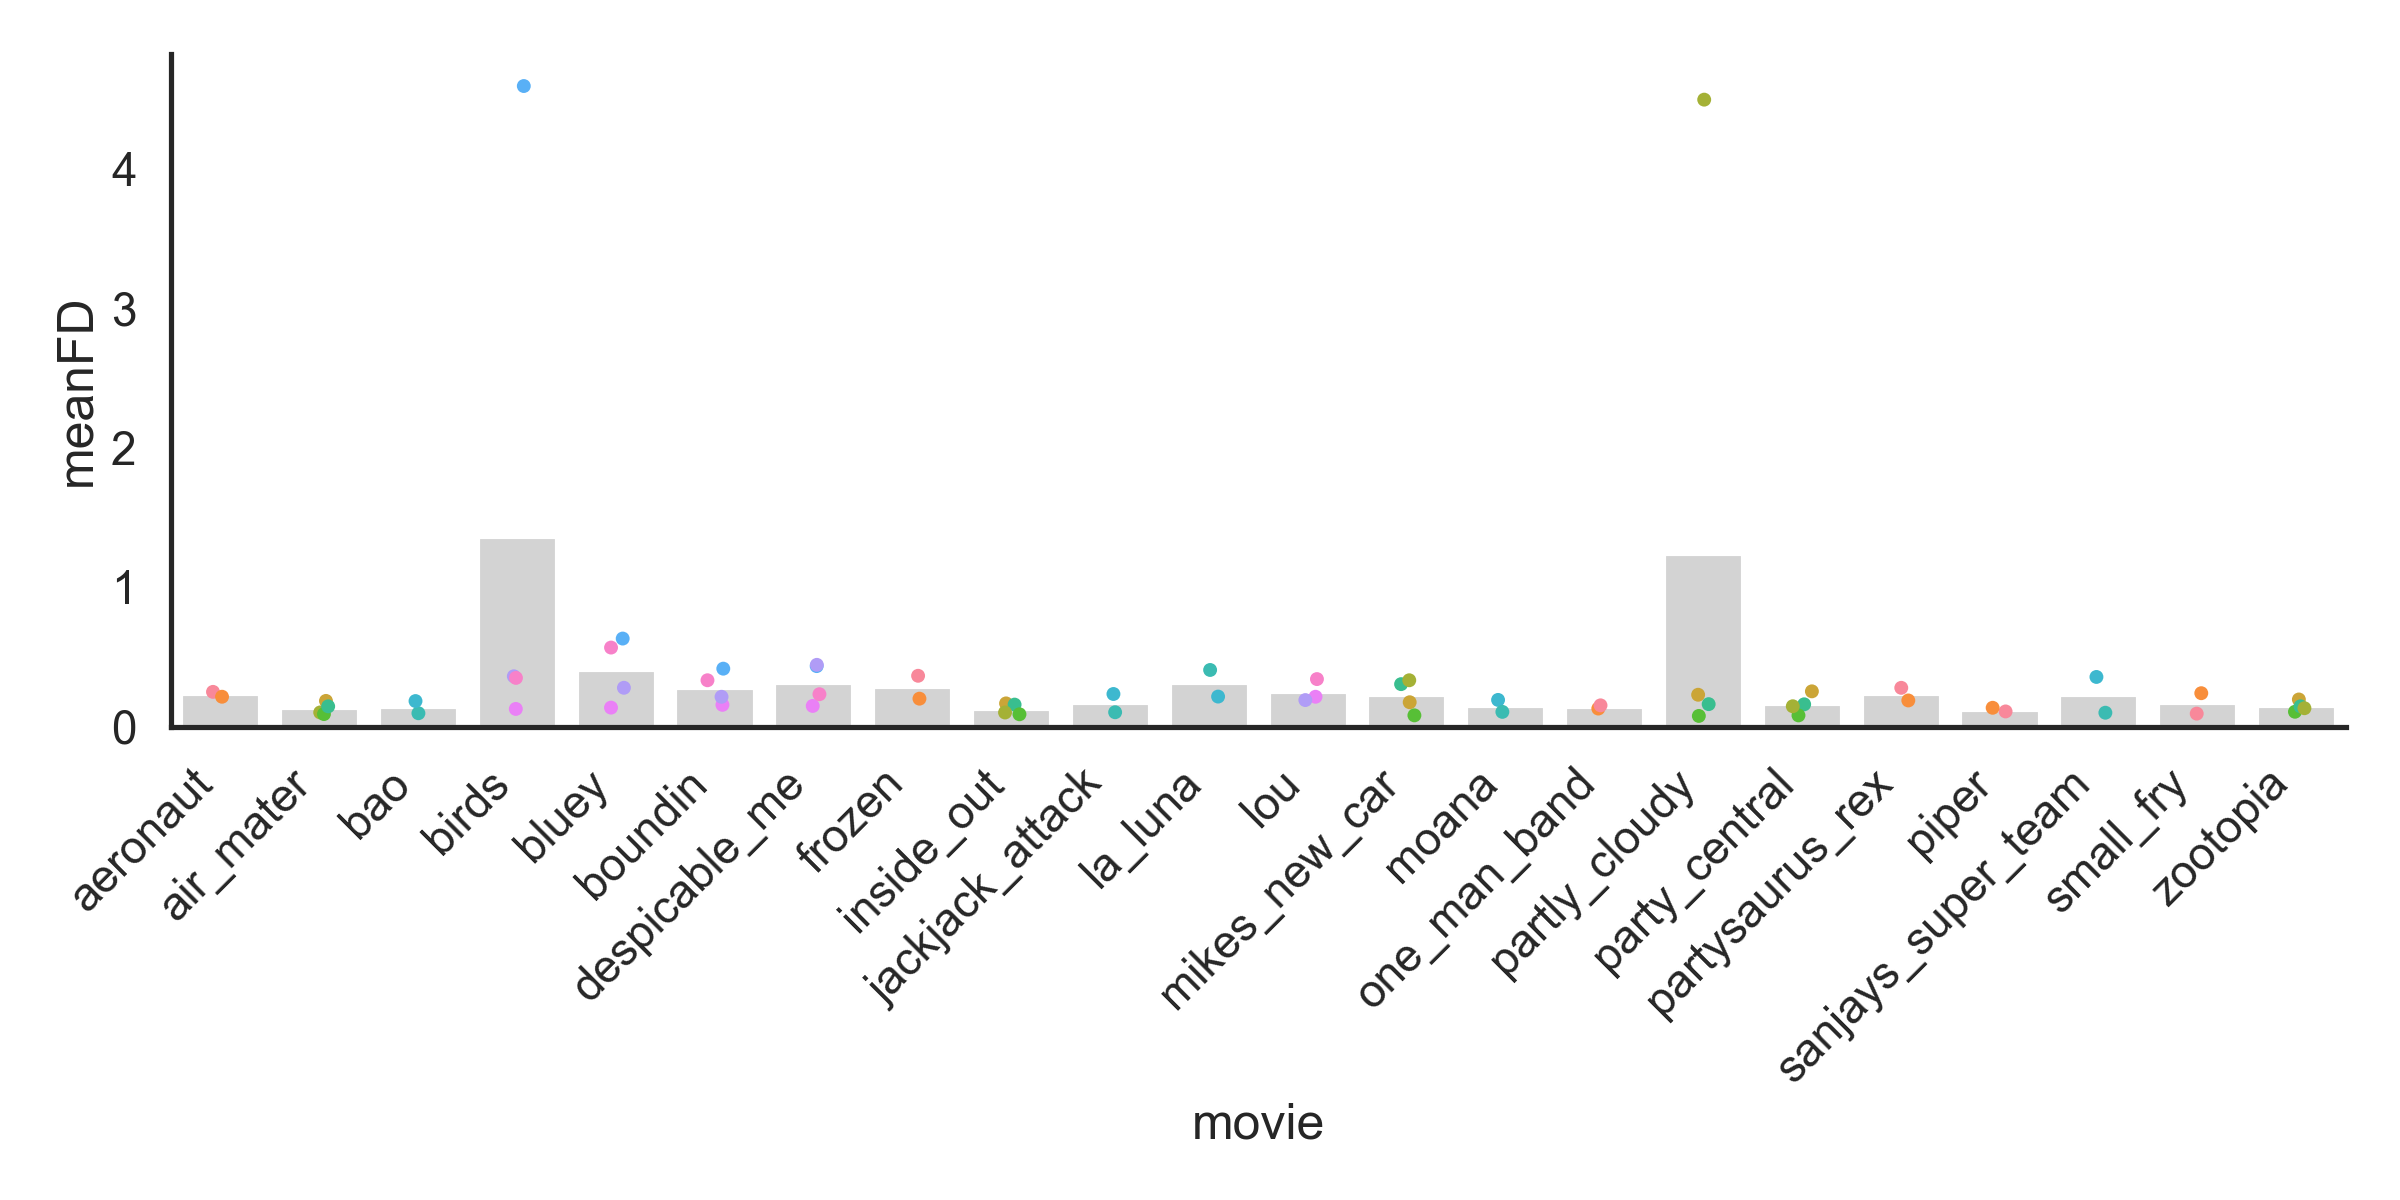 meanFD
4
3
2
1
0
aeronaut
air_mater
bao
birds
bluey
boundin
despicable_me
frozen
inside_out
jackjack_attack
la_luna
lou
mikes_new_car
moana
one_man_band
partly_cloudy
party_central
partysaurus_rex
piper
sanjays_super_team
small_fry
zootopia
movie